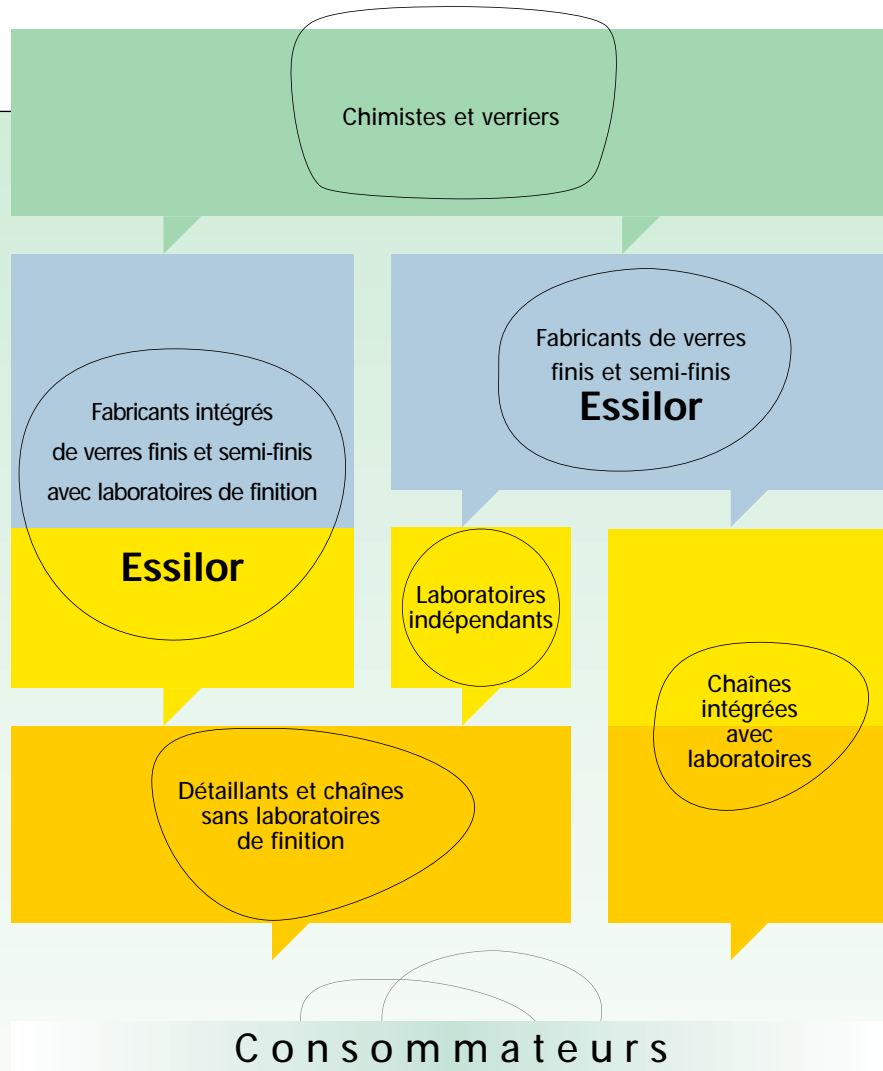 Chimistes et verriers
Fabricants de verres
finis et semi-finis
Essilor
Fabricants intégrés
de verres finis et semi-finis
avec laboratoires de finition
Essilor
Laboratoires
indépendants
Chaînes
intégrées
avec
laboratoires
Détaillants et chaînes
sans laboratoires
de finition
Consommateurs